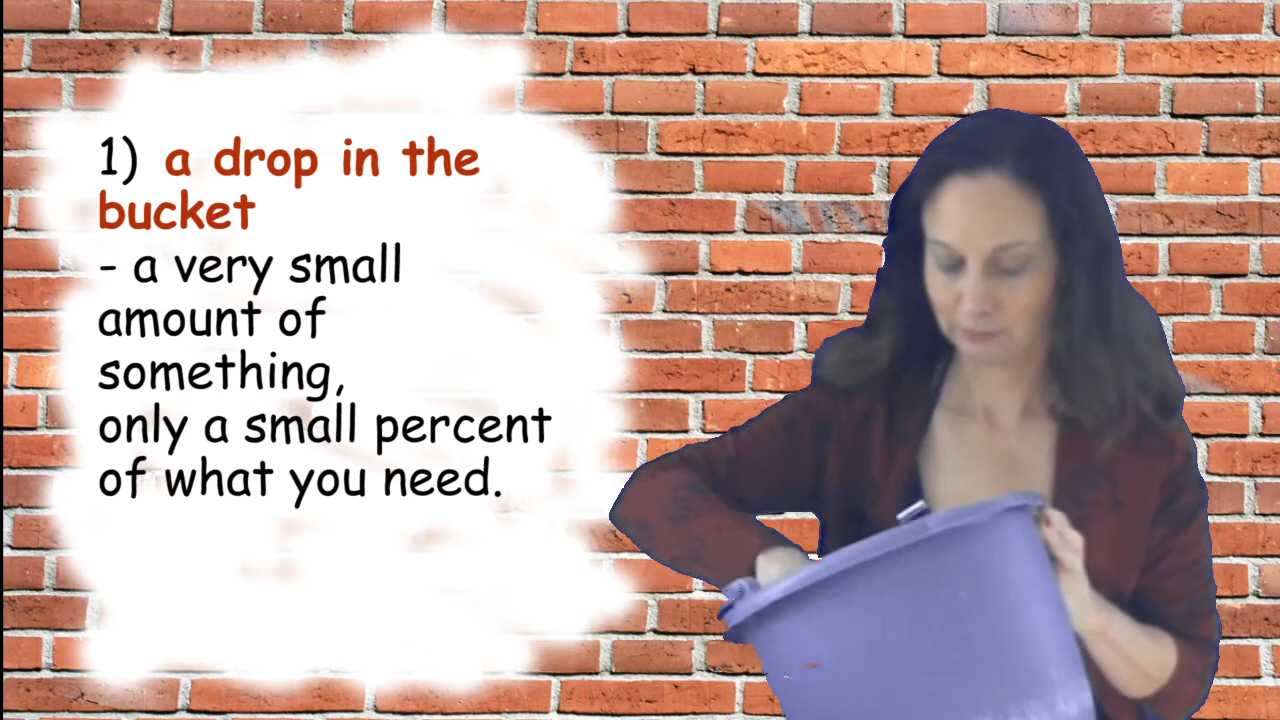 1) a drop in the
bucket
- a very small
amount of
something,
only a small percent
of what you need.